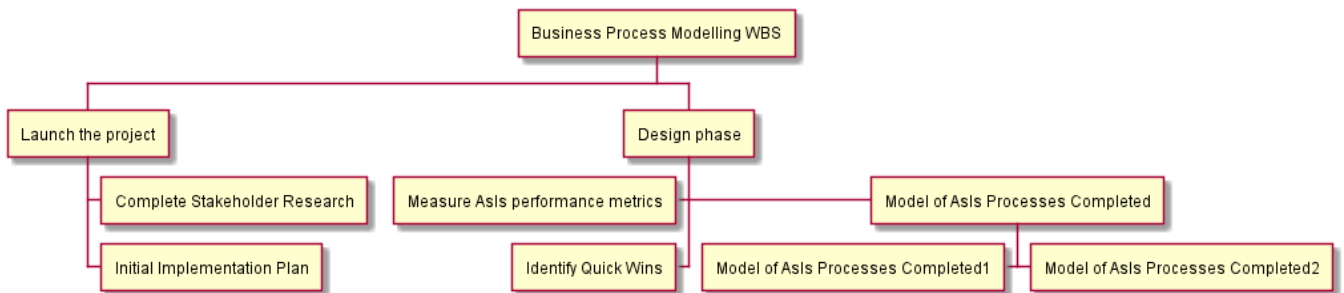 Business Process Modelling WBS
Launch the project
Design phase
Complete Stakeholder Research
Measure AsIs performance metrics
Model of AsIs Processes Completed
Initial Implementation Plan
Identify Quick Wins
Model of AsIs Processes Completed1
Model of AsIs Processes Completed2